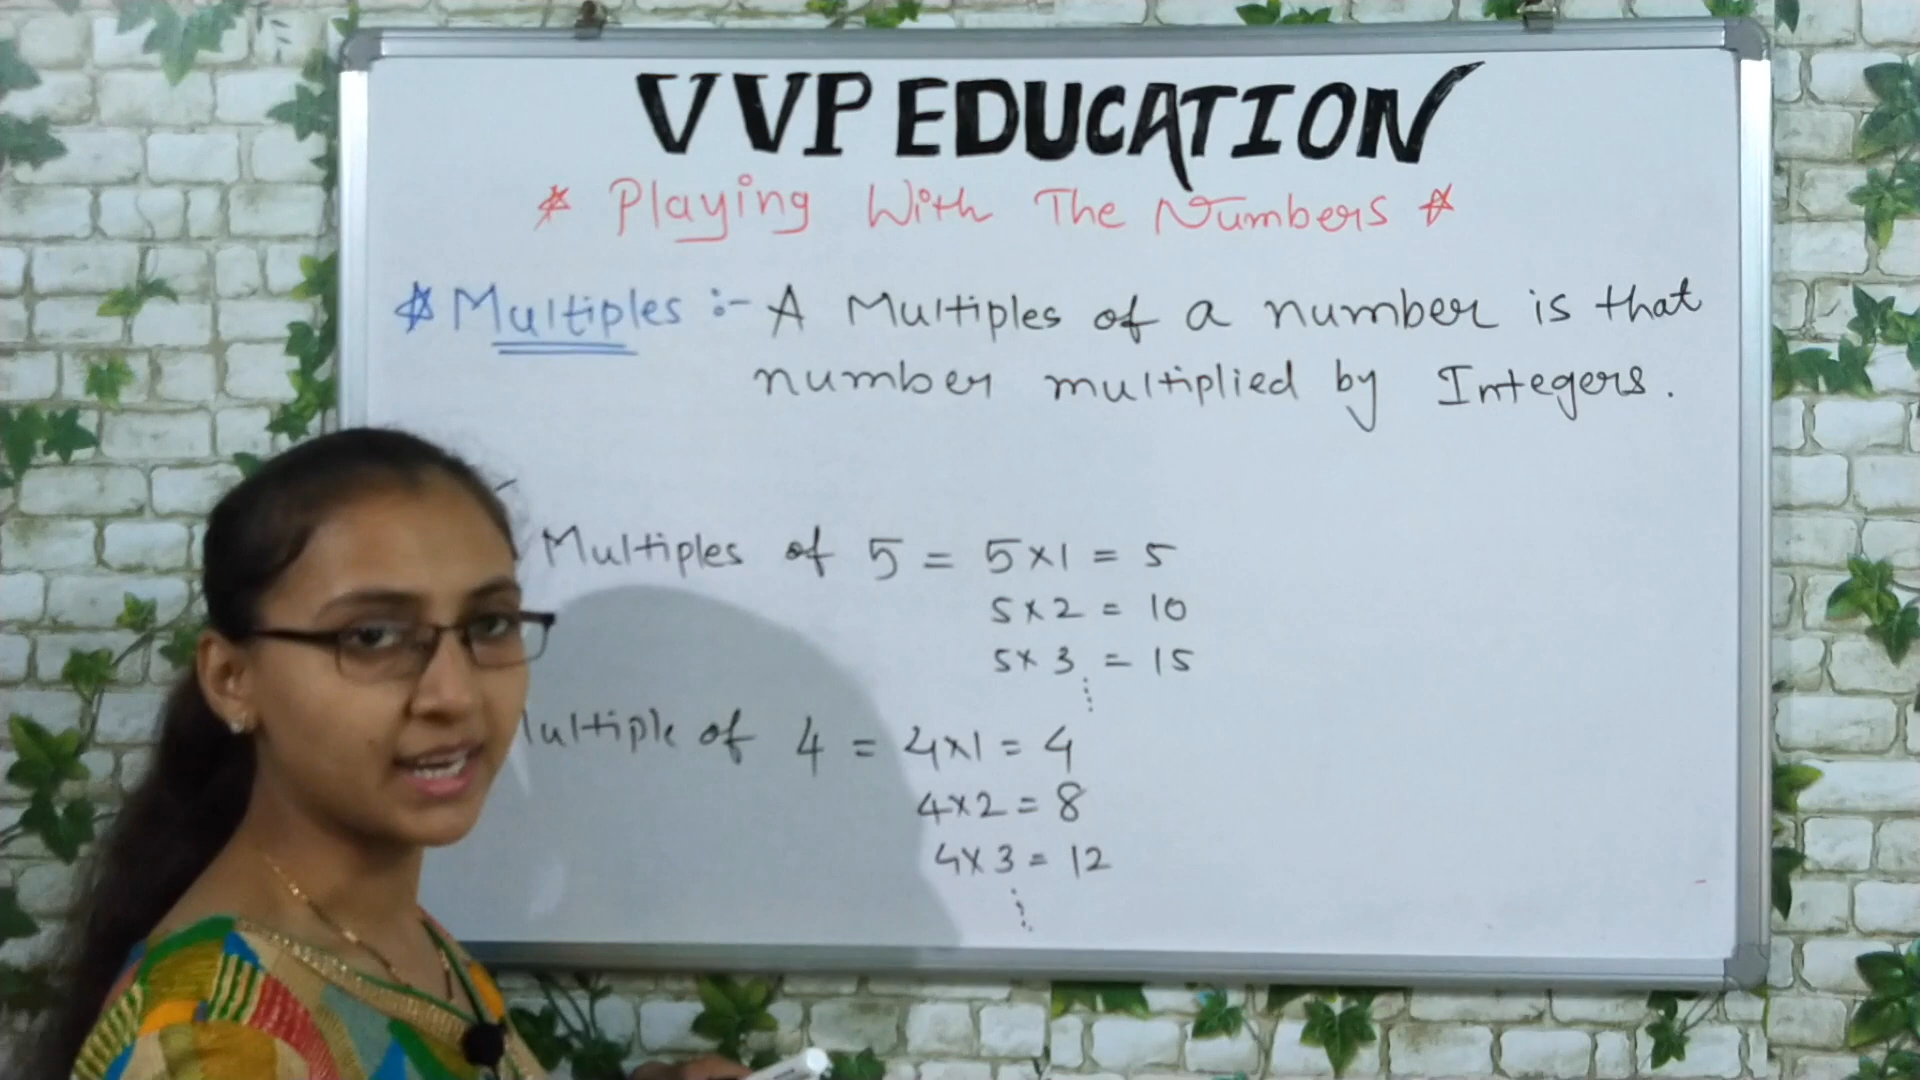 VVP EDUCATION
* Playing With The Numbers *
* Multiples :- A Multiples of a number is that
number multiplied by Integers.
Multiples of 5 = 5x1 = 5
5x2 = 10
5x3 = 15
of 4 = 4x1 = 4
4x2 = 8
4x3 = 12